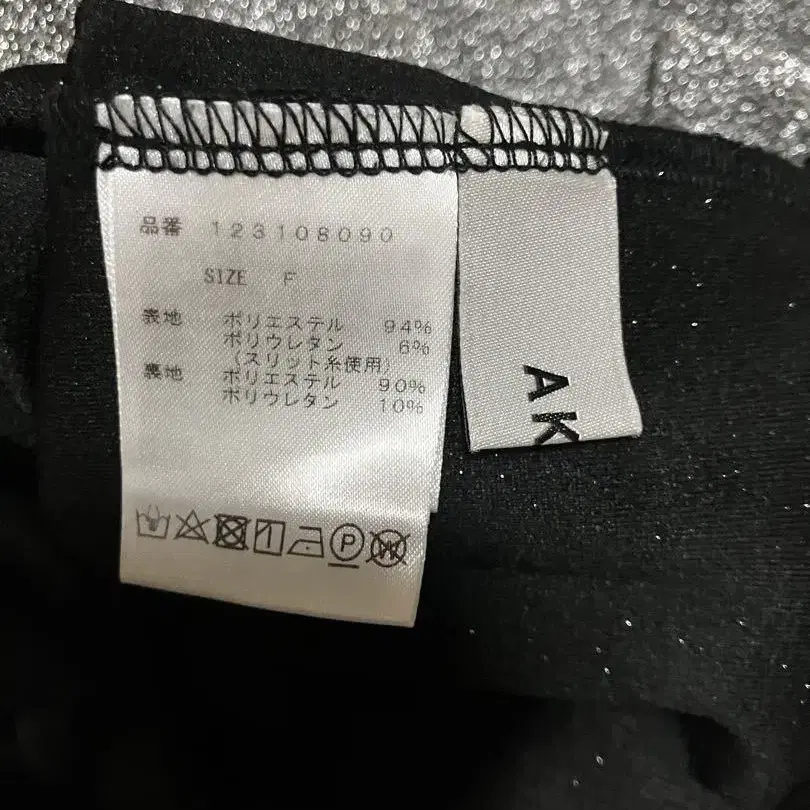 品番 123108090
SIZE F
表地 ポリエステル 94%
ポリウレタン 6%
(スリット糸使用)
裏地 ポリエステル 90%
ポリウレタン 10%
P W
AK